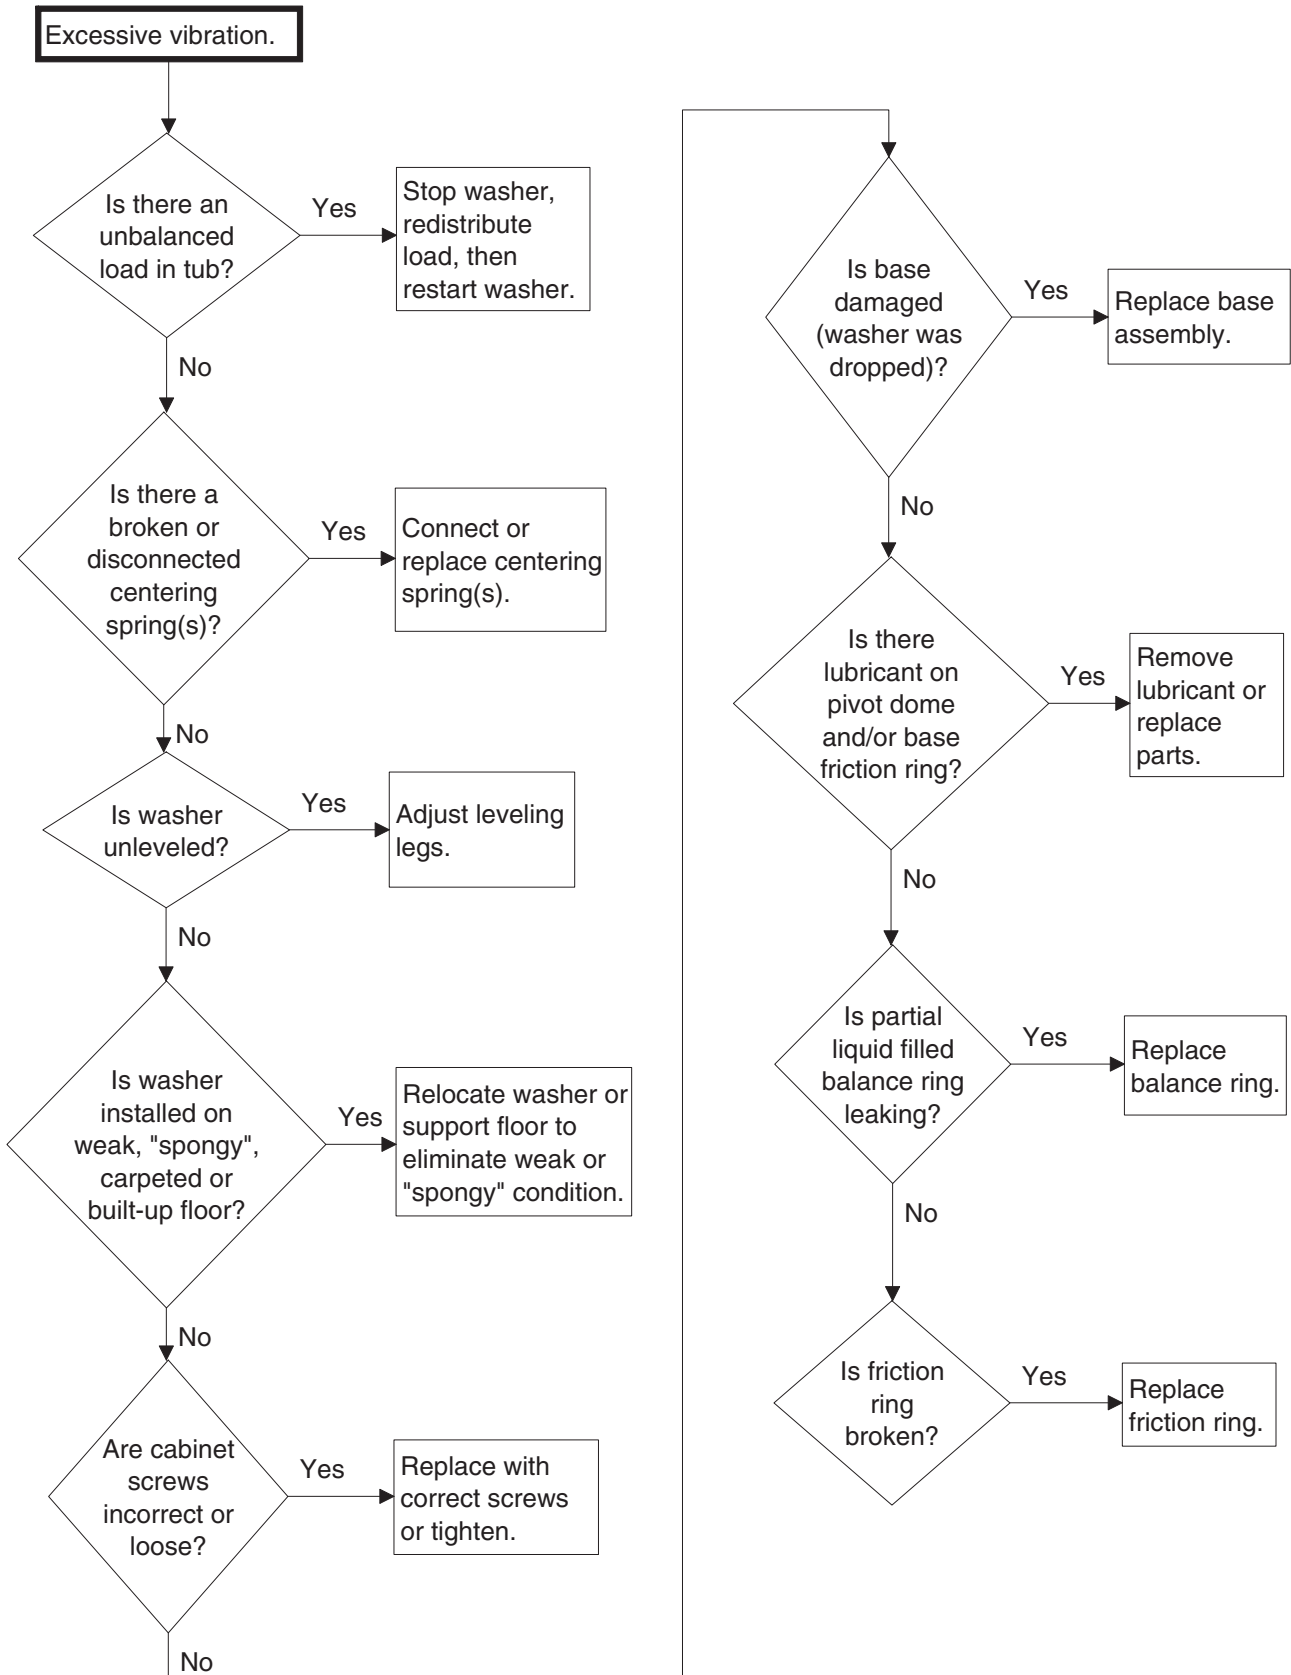 Excessive vibration.
Is there an
unbalanced
load in tub?
Yes
Stop washer,
redistribute
load, then
restart washer.
No
Is there a
broken or
disconnected
centering
spring(s)?
Yes
Connect or
replace centering
spring(s).
No
Is washer
unleveled?
Yes
Adjust leveling
legs.
No
Is washer
installed on
weak, "spongy",
carpeted or
built-up floor?
Yes
Relocate washer or
support floor to
eliminate weak or
"spongy" condition.
No
Are cabinet
screws
incorrect or
loose?
Yes
Replace with
correct screws
or tighten.
No
Is base
damaged
(washer was
dropped)?
Yes
Replace base
assembly.
No
Is there
lubricant on
pivot dome
and/or base
friction ring?
Yes
Remove
lubricant or
replace
parts.
No
Is partial
liquid filled
balance ring
leaking?
Yes
Replace
balance ring.
No
Is friction
ring
broken?
Yes
Replace
friction ring.